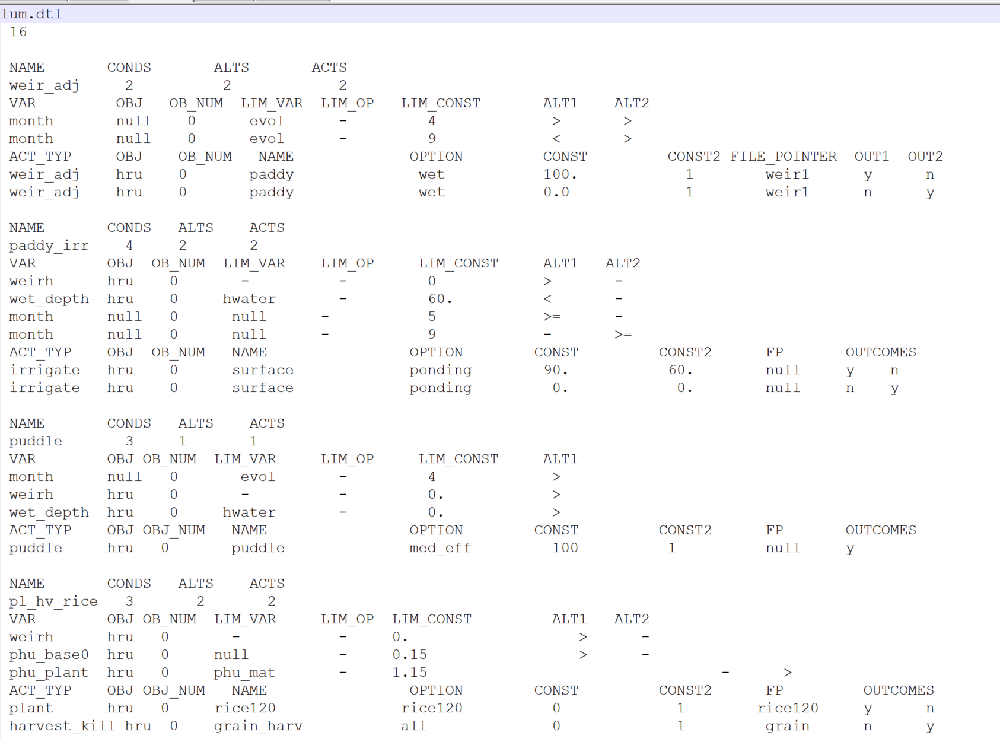 lum.dtl
16
NAME CONDS ALTS ACTS
weir_adj 2 2 2
VAR OBJ OB_NUM LIM_VAR LIM_OP LIM_CONST ALT1 ALT2
month null 0 evol - 4 > >
month null 0 evol - 9 < >
ACT_TYP OBJ OB_NUM NAME OPTION CONST CONST2 FILE_POINTER OUT1 OUT2
weir_adj hru 0 paddy wet 100. 1 weir1 y n
weir_adj hru 0 paddy wet 0.0 1 weir1 n y
NAME CONDS ALTS ACTS
paddy_irr 4 2 2
VAR OBJ OB_NUM LIM_VAR LIM_OP LIM_CONST ALT1 ALT2
weirh hru 0 - - 0 > -
wet_depth hru 0 hwater - 60. < -
month null 0 null - 5 >= -
month null 0 null - 9 - >=
ACT_TYP OBJ OB_NUM NAME OPTION CONST CONST2 FP OUTCOMES
irrigate hru 0 surface ponding 90. 60. null y n
irrigate hru 0 surface ponding 0. 0. null n y
NAME CONDS ALTS ACTS
puddle 3 1 1
VAR OBJ OB_NUM LIM_VAR LIM_OP LIM_CONST ALT1
month null 0 evol - 4 >
weirh hru 0 - - 0. >
wet_depth hru 0 hwater - 0. >
ACT_TYP OBJ OBJ_NUM NAME OPTION CONST CONST2 FP OUTCOMES
puddle hru 0 puddle med_eff 100 1 null y
NAME CONDS ALTS ACTS
pl_hv_rice 3 2 2
VAR OBJ OB_NUM LIM_VAR LIM_OP LIM_CONST ALT1 ALT2
weirh hru 0 - - 0. > -
phu_base0 hru 0 null - 0.15 > -
phu_plant hru 0 phu_mat - 1.15 - >
ACT_TYP OBJ OBJ_NUM NAME OPTION CONST CONST2 FP OUTCOMES
plant hru 0 rice120 rice120 0 1 rice120 y n
harvest_kill hru 0 grain_harv all 0 1 grain n y